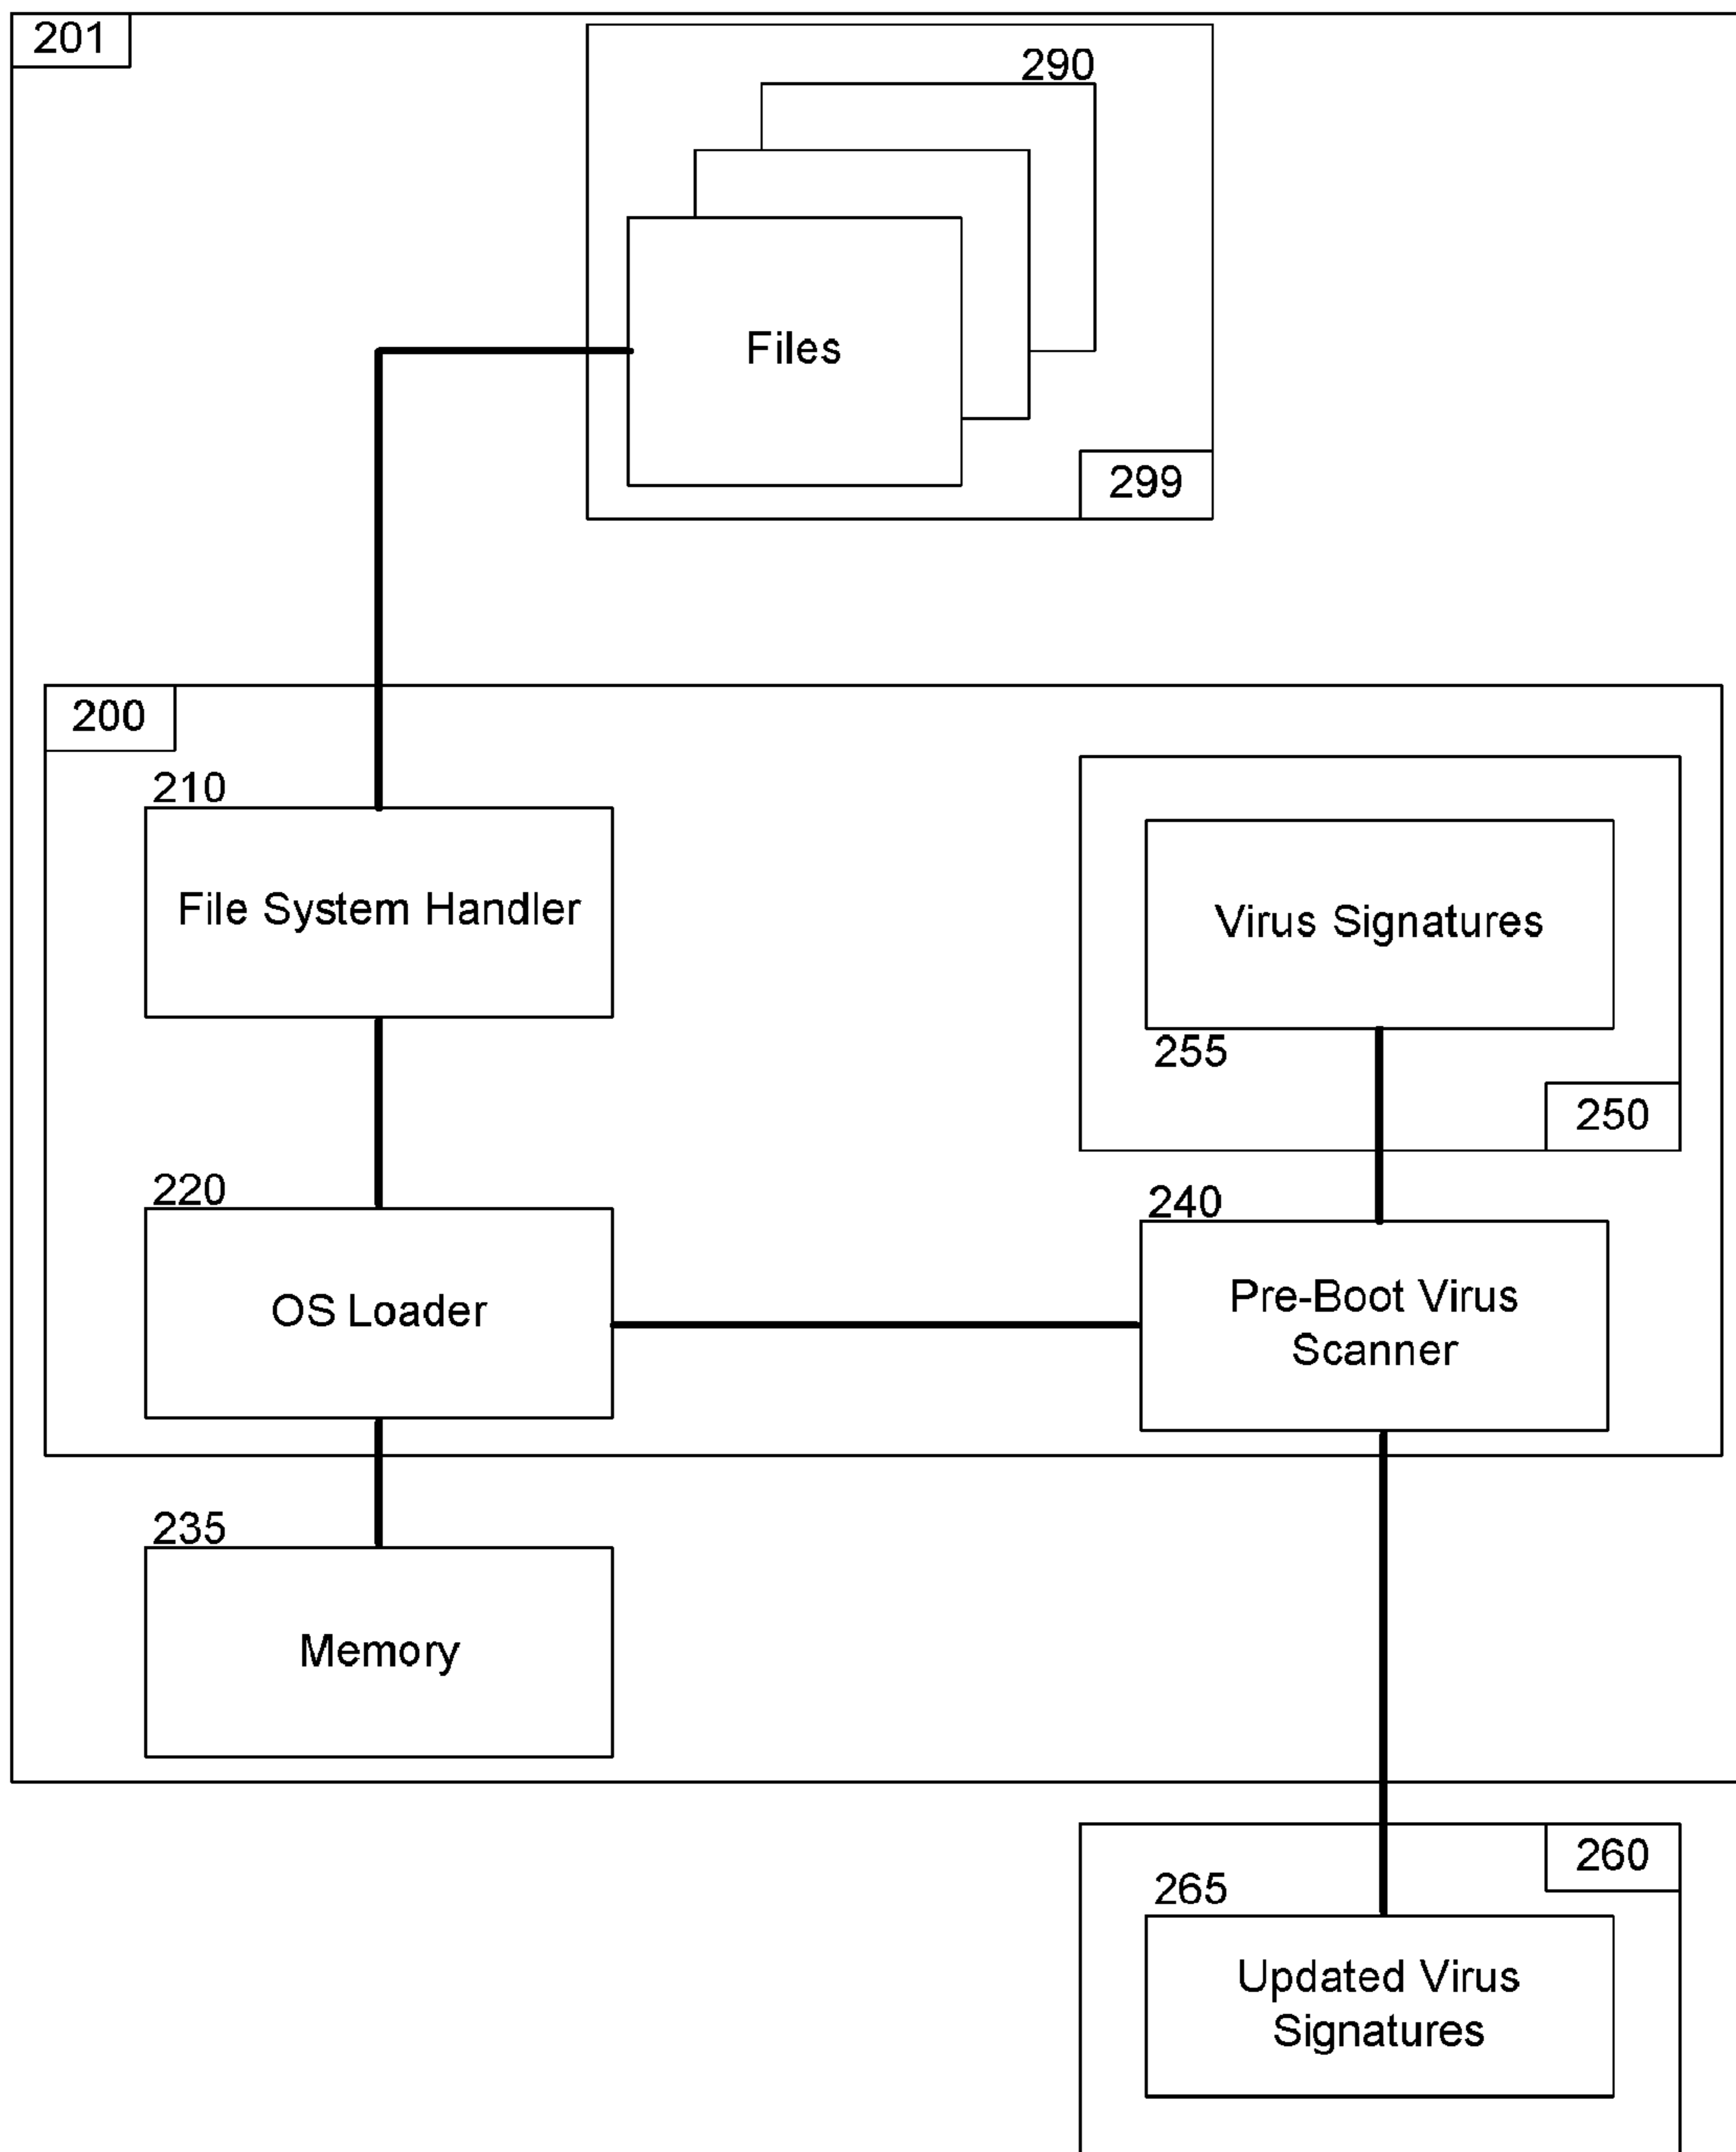 201
290
Files
299
200
210
File System Handler
Virus Signatures
255
250
220
OS Loader
240
Pre-Boot Virus
Scanner
235
Memory
260
265
Updated Virus
Signatures